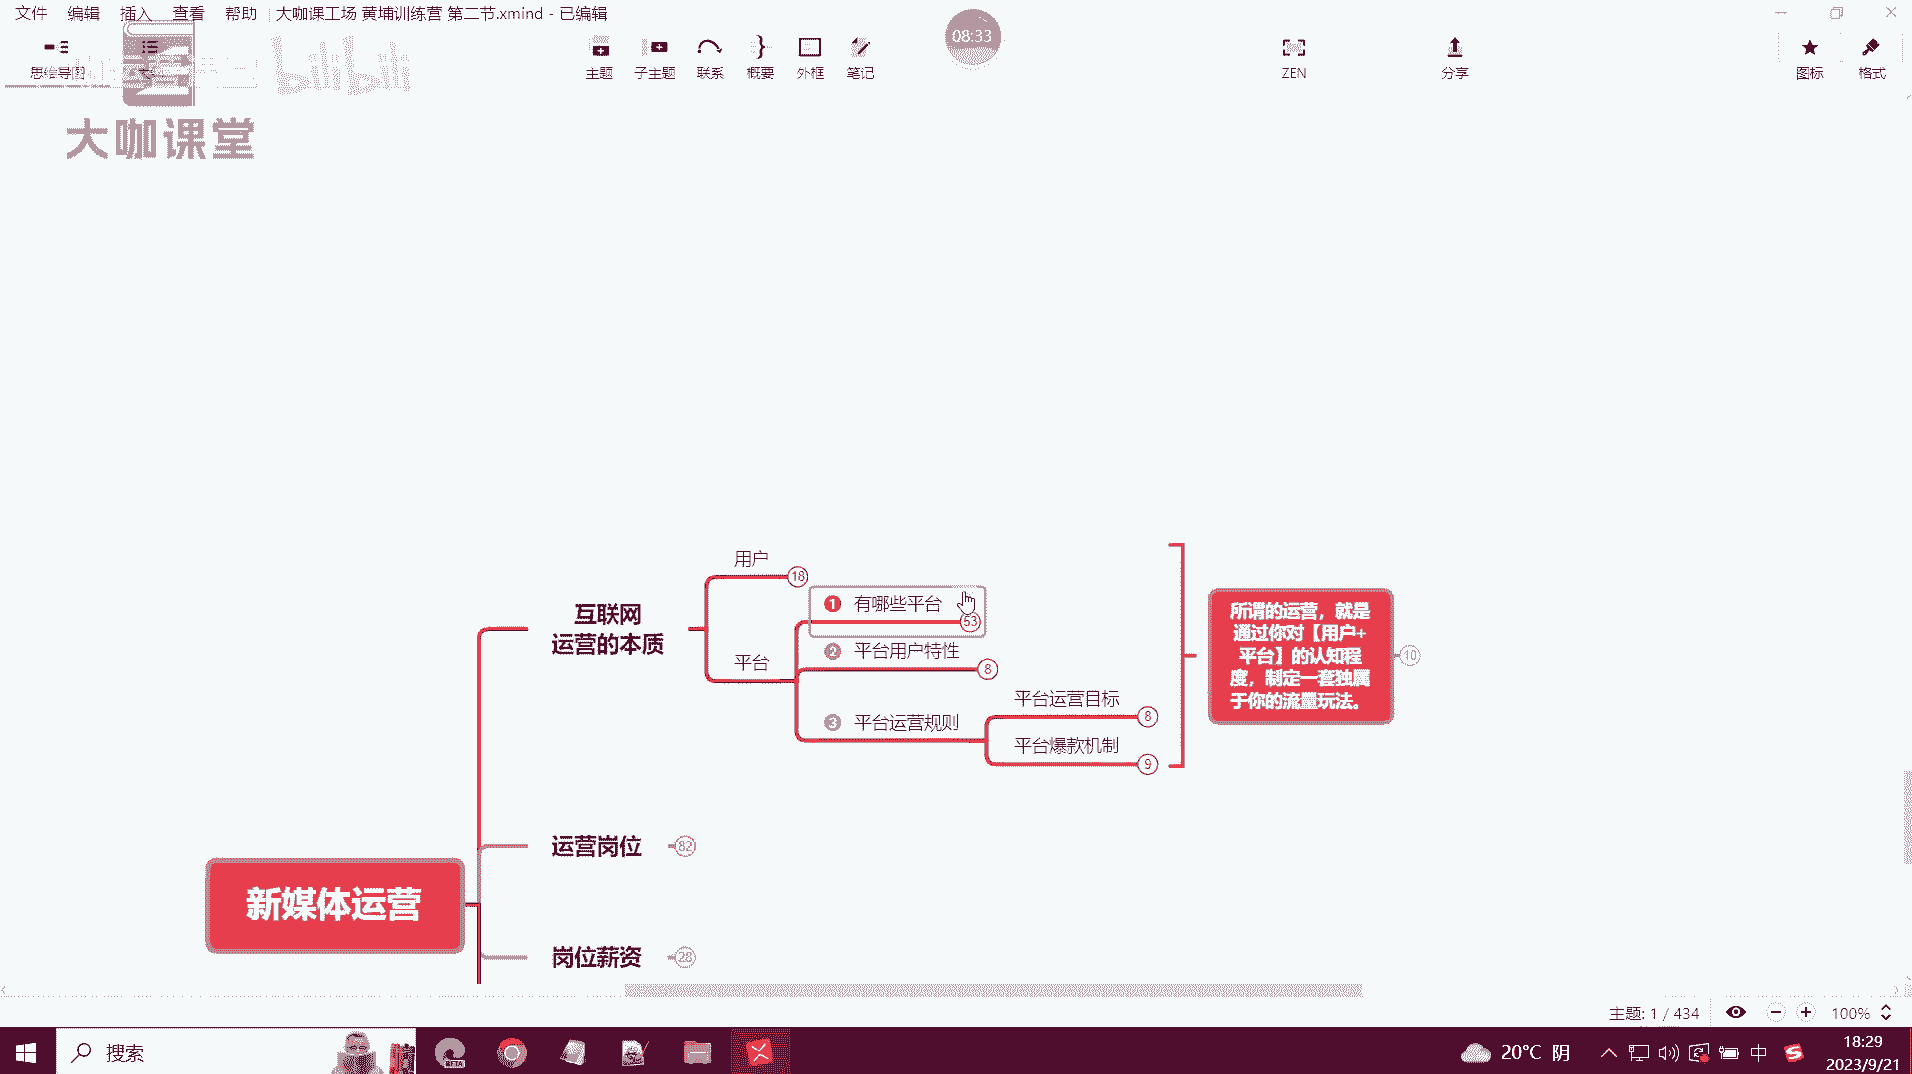 文件 编辑 插入 查看 帮助 大咖课工场 黄埔训练营 第二节.xmind - 已编辑
08:33
思维导图
主题 子主题 联系 概要 外框 笔记 ZEN 分享 图标 格式
bilibili
大咖课堂
用户
18
1 有哪些平台
53
互联网
运营的本质
2 平台用户特性
8
平台
3 平台运营规则
平台运营目标
8
平台爆款机制
9
所谓的运营，就是
通过你对【用户+
平台】的认知程
度，制定一套独属
于你的流量玩法。
10
运营岗位
82
新媒体运营
岗位薪资
28
主题: 1 / 434
100%
搜索
BETA
20°C 阴
中
18:29
2023/9/21